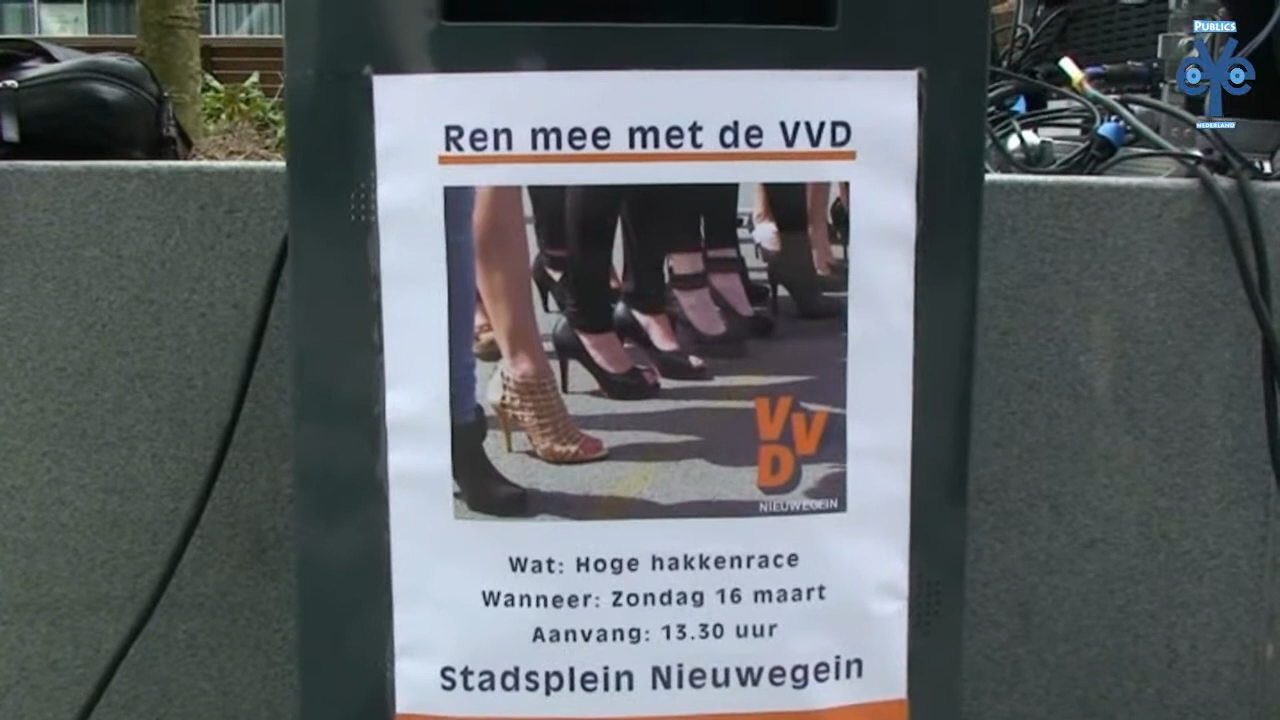 PUBLICS
eYe
NEDERLAND
Ren mee met de VVD
VVD
NIEUWEGEIN
Wat: Hoge hakkenrace
Wanneer: Zondag 16 maart
Aanvang: 13.30 uur
Stadsplein Nieuwegein